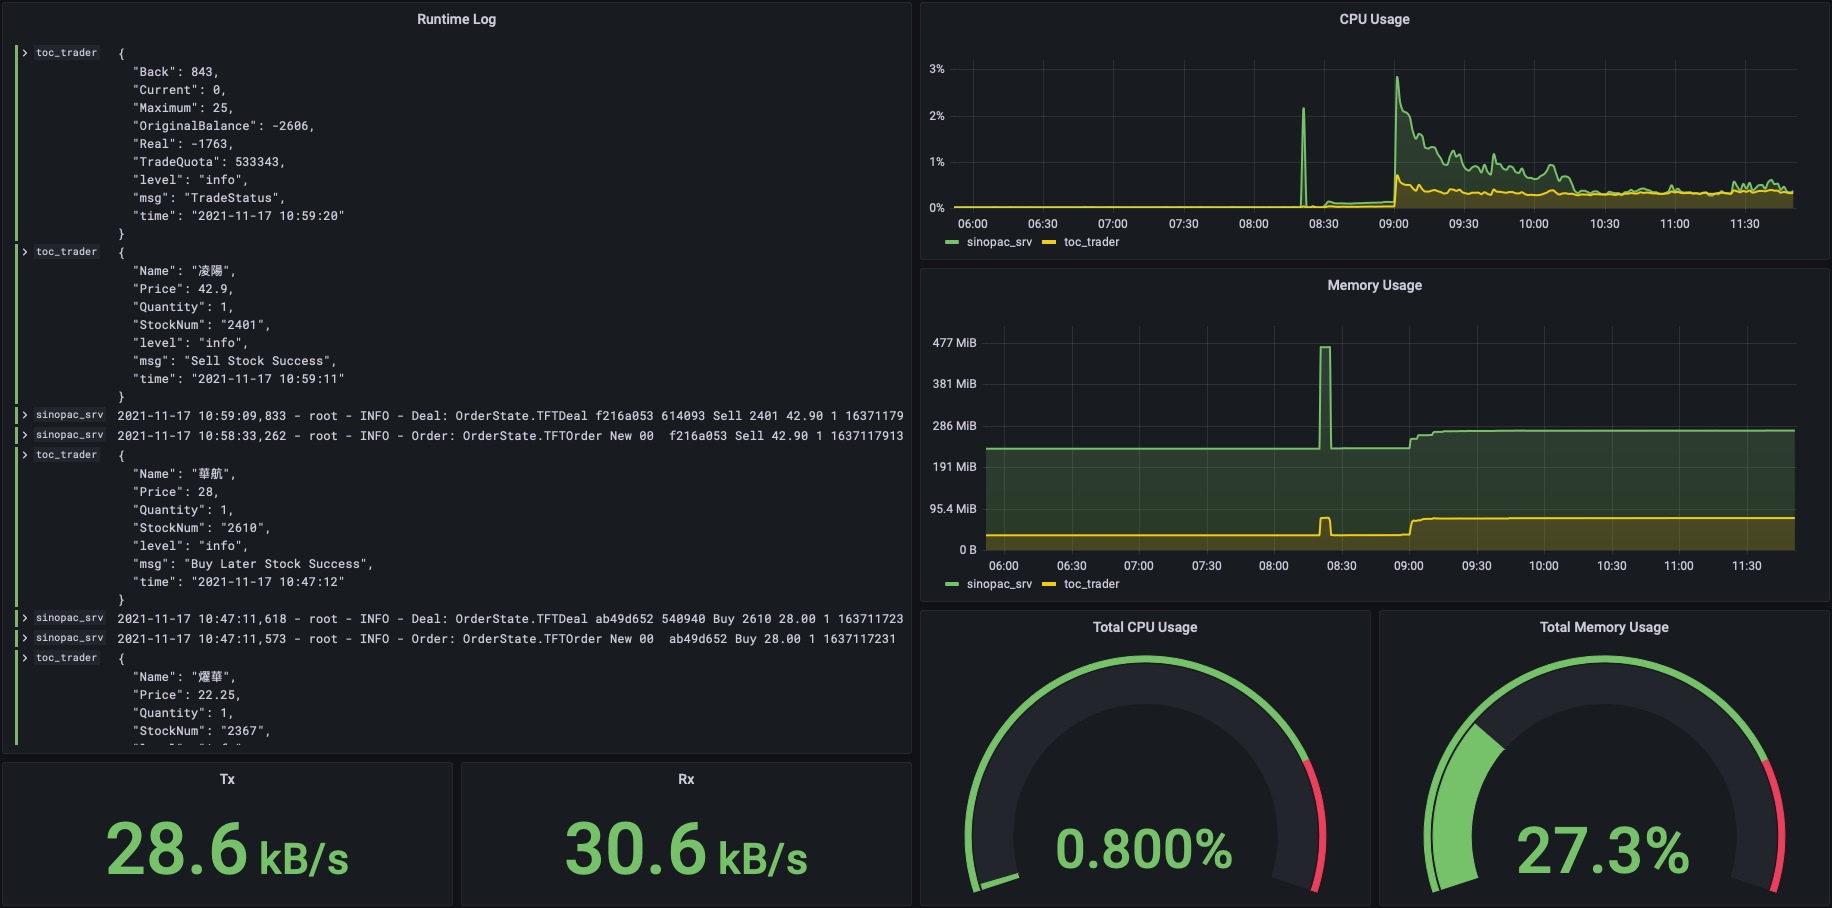 Runtime Log
toc_trader {
"Back": 843,
"Current": 0,
"Maximum": 25,
"OriginalBalance": -2606,
"Real": -1763,
"TradeQuota": 533343,
"level": "info",
"msg": "TradeStatus",
"time": "2021-11-17 10:59:20"
}
toc_trader {
"Name": "凌陽",
"Price": 42.9,
"Quantity": 1,
"StockNum": "2401",
"level": "info",
"msg": "Sell Stock Success",
"time": "2021-11-17 10:59:11"
}
sinopac_srv 2021-11-17 10:59:09,833 - root - INFO - Deal: OrderState.TFTDeal f216a053 614093 Sell 2401 42.90 1 16371179
sinopac_srv 2021-11-17 10:58:33,262 - root - INFO - Order: OrderState.TFTOrder New 00 f216a053 Sell 42.90 1 1637117913
toc_trader {
"Name": "華航",
"Price": 28,
"Quantity": 1,
"StockNum": "2610",
"level": "info",
"msg": "Buy Later Stock Success",
"time": "2021-11-17 10:47:12"
}
sinopac_srv 2021-11-17 10:47:11,618 - root - INFO - Deal: OrderState.TFTDeal ab49d652 540940 Buy 2610 28.00 1 163711723
sinopac_srv 2021-11-17 10:47:11,573 - root - INFO - Order: OrderState.TFTOrder New 00 ab49d652 Buy 28.00 1 1637117231
toc_trader {
"Name": "燿華",
"Price": 22.25,
"Quantity": 1,
"StockNum": "2367",
Tx
28.6 kB/s
Rx
30.6 kB/s
CPU Usage
3%
2%
1%
0%
06:00 06:30 07:00 07:30 08:00 08:30 09:00 09:30 10:00 10:30 11:00 11:30
sinopac_srv toc_trader
Memory Usage
477 MiB
381 MiB
286 MiB
191 MiB
95.4 MiB
0 B
06:00 06:30 07:00 07:30 08:00 08:30 09:00 09:30 10:00 10:30 11:00 11:30
sinopac_srv toc_trader
Total CPU Usage
0.800%
Total Memory Usage
27.3%